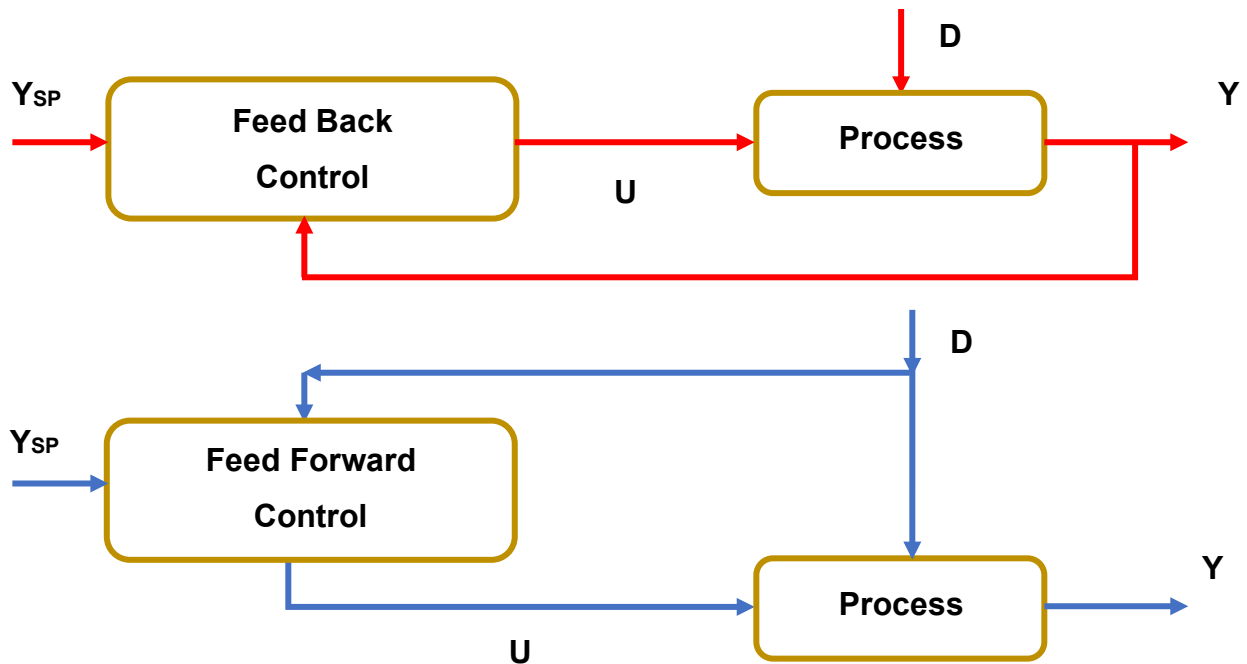 D
Y
YSP
Feed Back
Control
Process
U
D
YSP
Feed Forward
Control
Y
Process
U